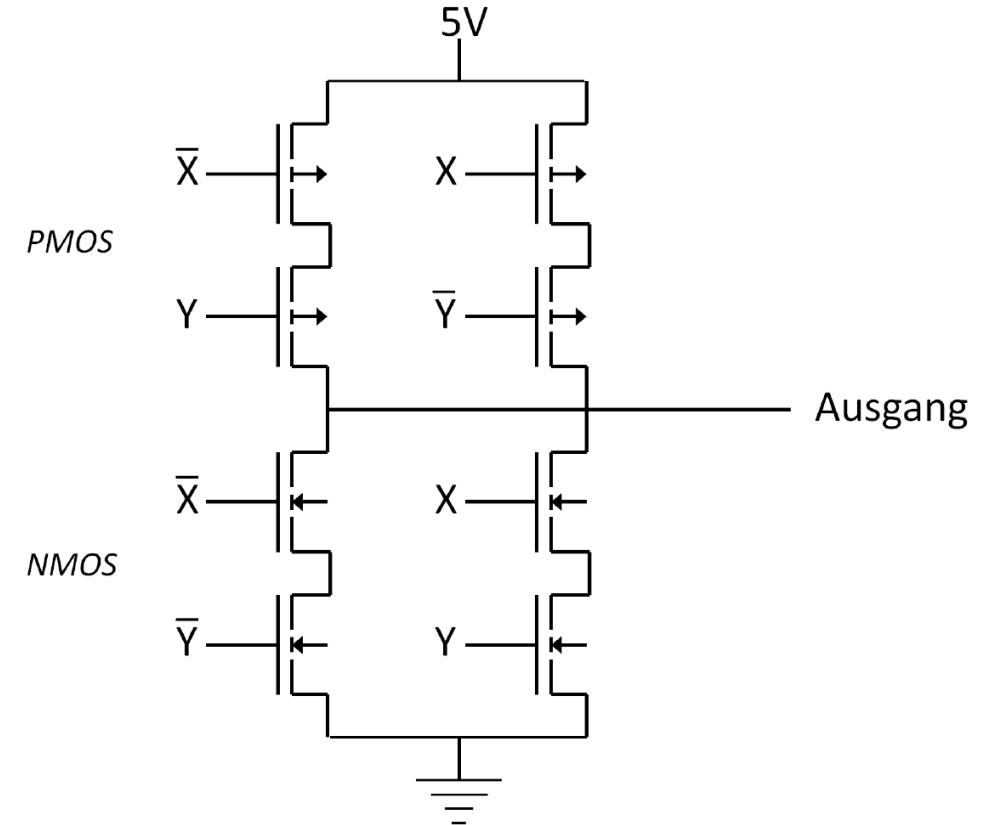 5V
X̅ X
PMOS
Y Y̅
Ausgang
X̅ X
NMOS
Y̅ Y